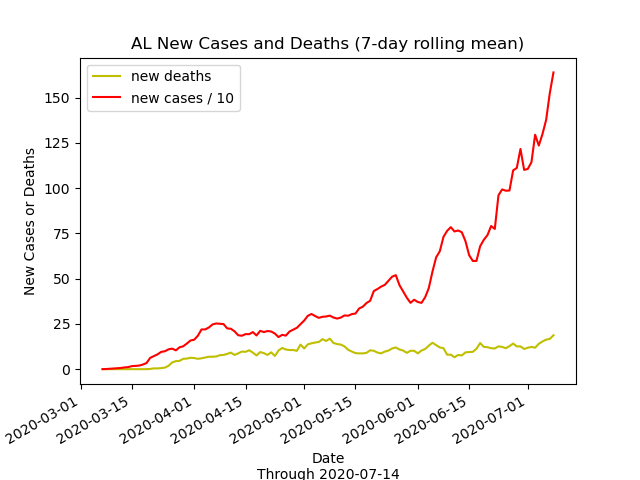 AL New Cases and Deaths (7-day rolling mean)
new deaths
new cases / 10
New Cases or Deaths
150
125
100
75
50
25
0
2020-03-01
2020-03-15
2020-04-01
2020-04-15
2020-05-01
2020-05-15
2020-06-01
2020-06-15
2020-07-01
Date
Through 2020-07-14